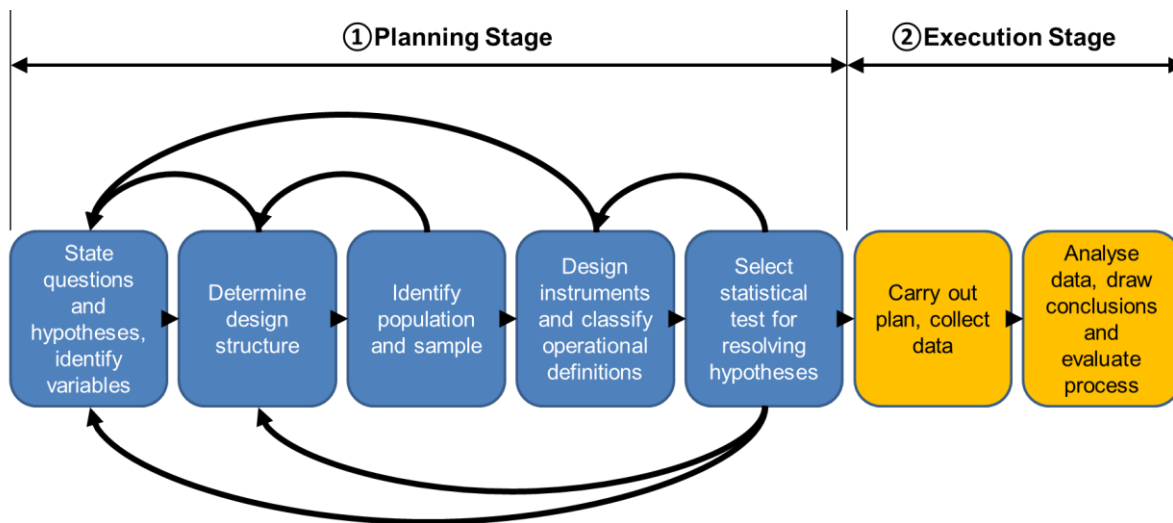 ①Planning Stage
②Execution Stage
State
questions
and
hypotheses,
identify
variables
Determine
design
structure
Identify
population
and sample
Design
instruments
and classify
operational
definitions
Select
statistical
test for
resolving
hypotheses
Carry out
plan, collect
data
Analyse
data, draw
conclusions
and
evaluate
process